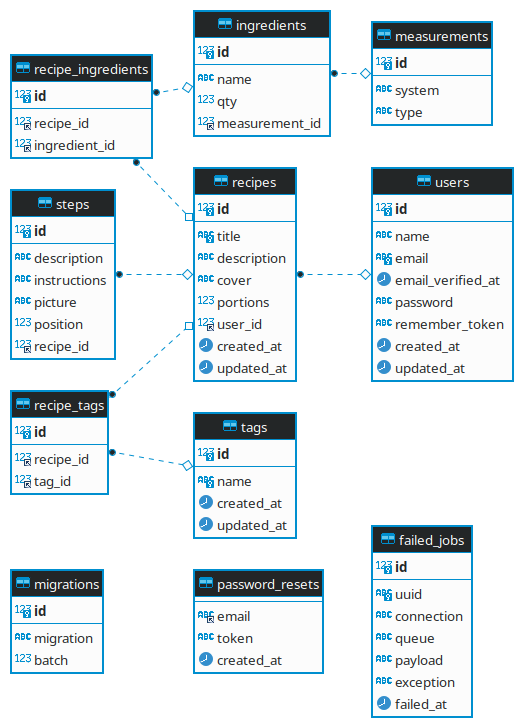 ingredients
id
name
qty
measurement_id
measurements
id
system
type
recipe_ingredients
id
recipe_id
ingredient_id
steps
id
description
instructions
picture
position
recipe_id
recipes
id
title
description
cover
portions
user_id
created_at
updated_at
users
id
name
email
email_verified_at
password
remember_token
created_at
updated_at
recipe_tags
id
recipe_id
tag_id
tags
id
name
created_at
updated_at
migrations
id
migration
batch
password_resets
email
token
created_at
failed_jobs
id
uuid
connection
queue
payload
exception
failed_at